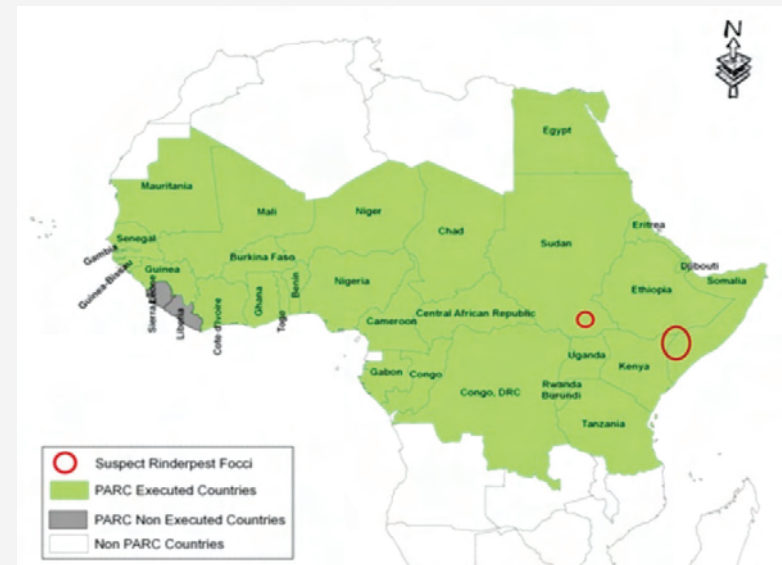 N
Egypt
Mauritania
Mali
Niger
Chad
Sudan
Eritrea
Senegal
Gambia
Burkina Faso
Djibouti
Guinea-Bissau
Guinea
Nigeria
Ethiopia
Somalia
Sierra Leone
Liberia
Cote d'Ivoire
Ghana
Togo
Benin
Cameroon
Central African Republic
Uganda
Kenya
Gabon
Congo
Congo, DRC
Rwanda
Burundi
Tanzania
Suspect Rinderpest Focci
PARC Executed Countries
PARC Non Executed Countries
Non PARC Countries